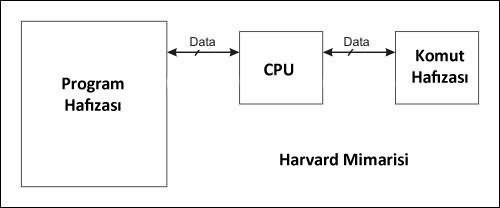 Program
Hafızası
Data
CPU
Data
Komut
Hafızası
Harvard Mimarisi